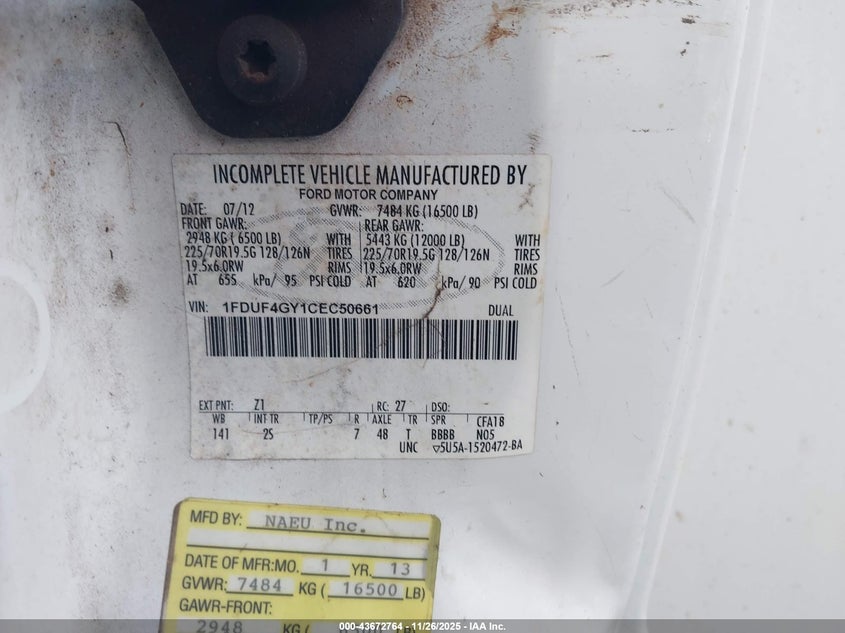 INCOMPLETE VEHICLE MANUFACTURED BY
FORD MOTOR COMPANY
DATE: 07/12 GVWR: 7484 KG (16500 LB)
FRONT GAWR: REAR GAWR:
2948 KG ( 6500 LB) WITH 5443 KG (12000 LB) WITH
225/70R19.5G 128/126N TIRES 225/70R19.5G 128/126N TIRES
19.5x6.0RW RIMS 19.5x6.0RW RIMS
AT 655 kPa/ 95 PSI COLD AT 620 kPa/ 90 PSI COLD
VIN: 1FDUF4GY1CEC50661 DUAL
EXT PNT: Z1 RC: 27 DSO:
WB INT TR TP/PS R AXLE TR SPR CFA18
141 25 7 48 T BBBB N05
UNC ▽5U5A-1520472-BA
MFD BY: NAEU Inc.
DATE OF MFR:MO. 1 YR. 13
GVWR: 7484 KG ( 16500 LB)
GAWR-FRONT:
2948 KG ( LB)
000-43672764 | 11/26/2025 – IAA Inc.